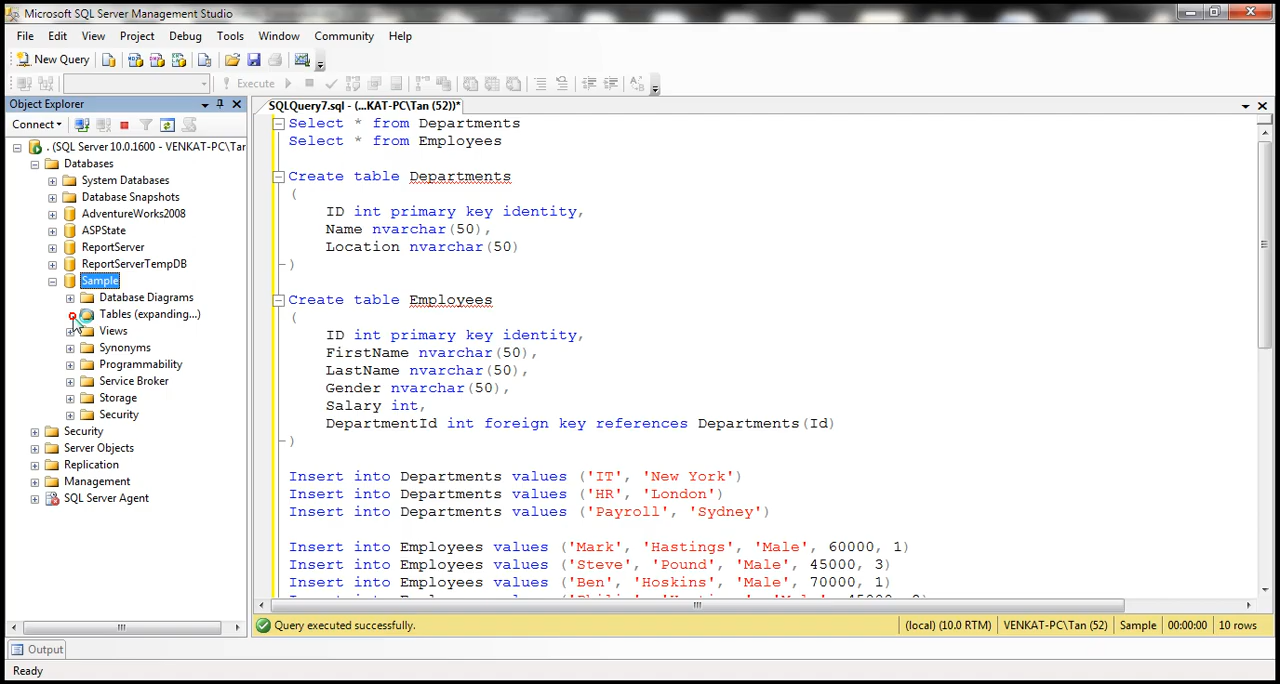 Microsoft SQL Server Management Studio
File Edit View Project Debug Tools Window Community Help
New Query
Execute
Object Explorer
SQLQuery7.sql - (...KAT-PC\Tan (52))*
Connect
. (SQL Server 10.0.1600 - VENKAT-PC\Tan
Databases
System Databases
Database Snapshots
AdventureWorks2008
ASPState
ReportServer
ReportServerTempDB
Sample
Database Diagrams
Tables (expanding...)
Views
Synonyms
Programmability
Service Broker
Storage
Security
Security
Server Objects
Replication
Management
SQL Server Agent
Select * from Departments
Select * from Employees
Create table Departments
(
ID int primary key identity,
Name nvarchar(50),
Location nvarchar(50)
)
Create table Employees
(
ID int primary key identity,
FirstName nvarchar(50),
LastName nvarchar(50),
Gender nvarchar(50),
Salary int,
DepartmentId int foreign key references Departments(Id)
)
Insert into Departments values ('IT', 'New York')
Insert into Departments values ('HR', 'London')
Insert into Departments values ('Payroll', 'Sydney')
Insert into Employees values ('Mark', 'Hastings', 'Male', 60000, 1)
Insert into Employees values ('Steve', 'Pound', 'Male', 45000, 3)
Insert into Employees values ('Ben', 'Hoskins', 'Male', 70000, 1)
Query executed successfully. (local) (10.0 RTM) VENKAT-PC\Tan (52) Sample 00:00:00 10 rows
Output
Ready